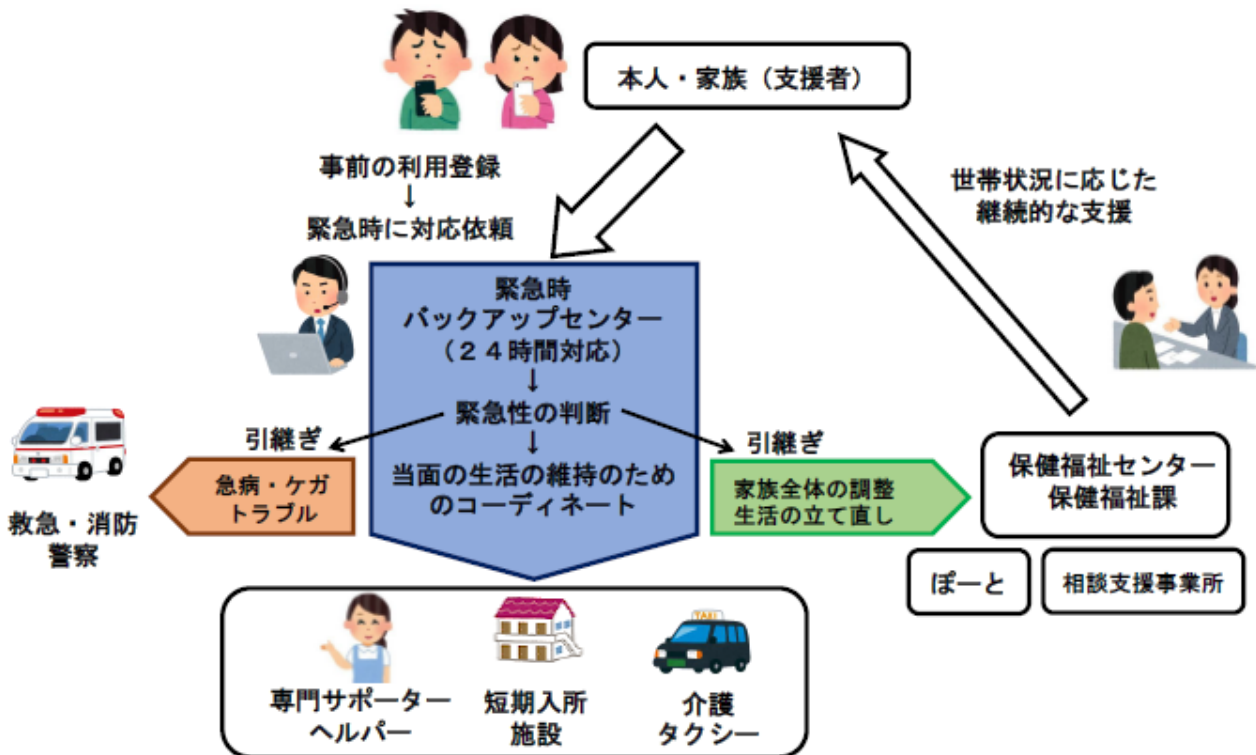 本人・家族（支援者）
事前の利用登録
↓
緊急時に対応依頼
世帯状況に応じた
継続的な支援
緊急時
バックアップセンター
（２４時間対応）
↓
緊急性の判断
↓
当面の生活の維持のため
のコーディネート
引継ぎ
急病・ケガ
トラブル
救急・消防
警察
引継ぎ
家族全体の調整
生活の立て直し
保健福祉センター
保健福祉課
ぽーと
相談支援事業所
TAXI
専門サポーター
ヘルパー
短期入所
施設
介護
タクシー